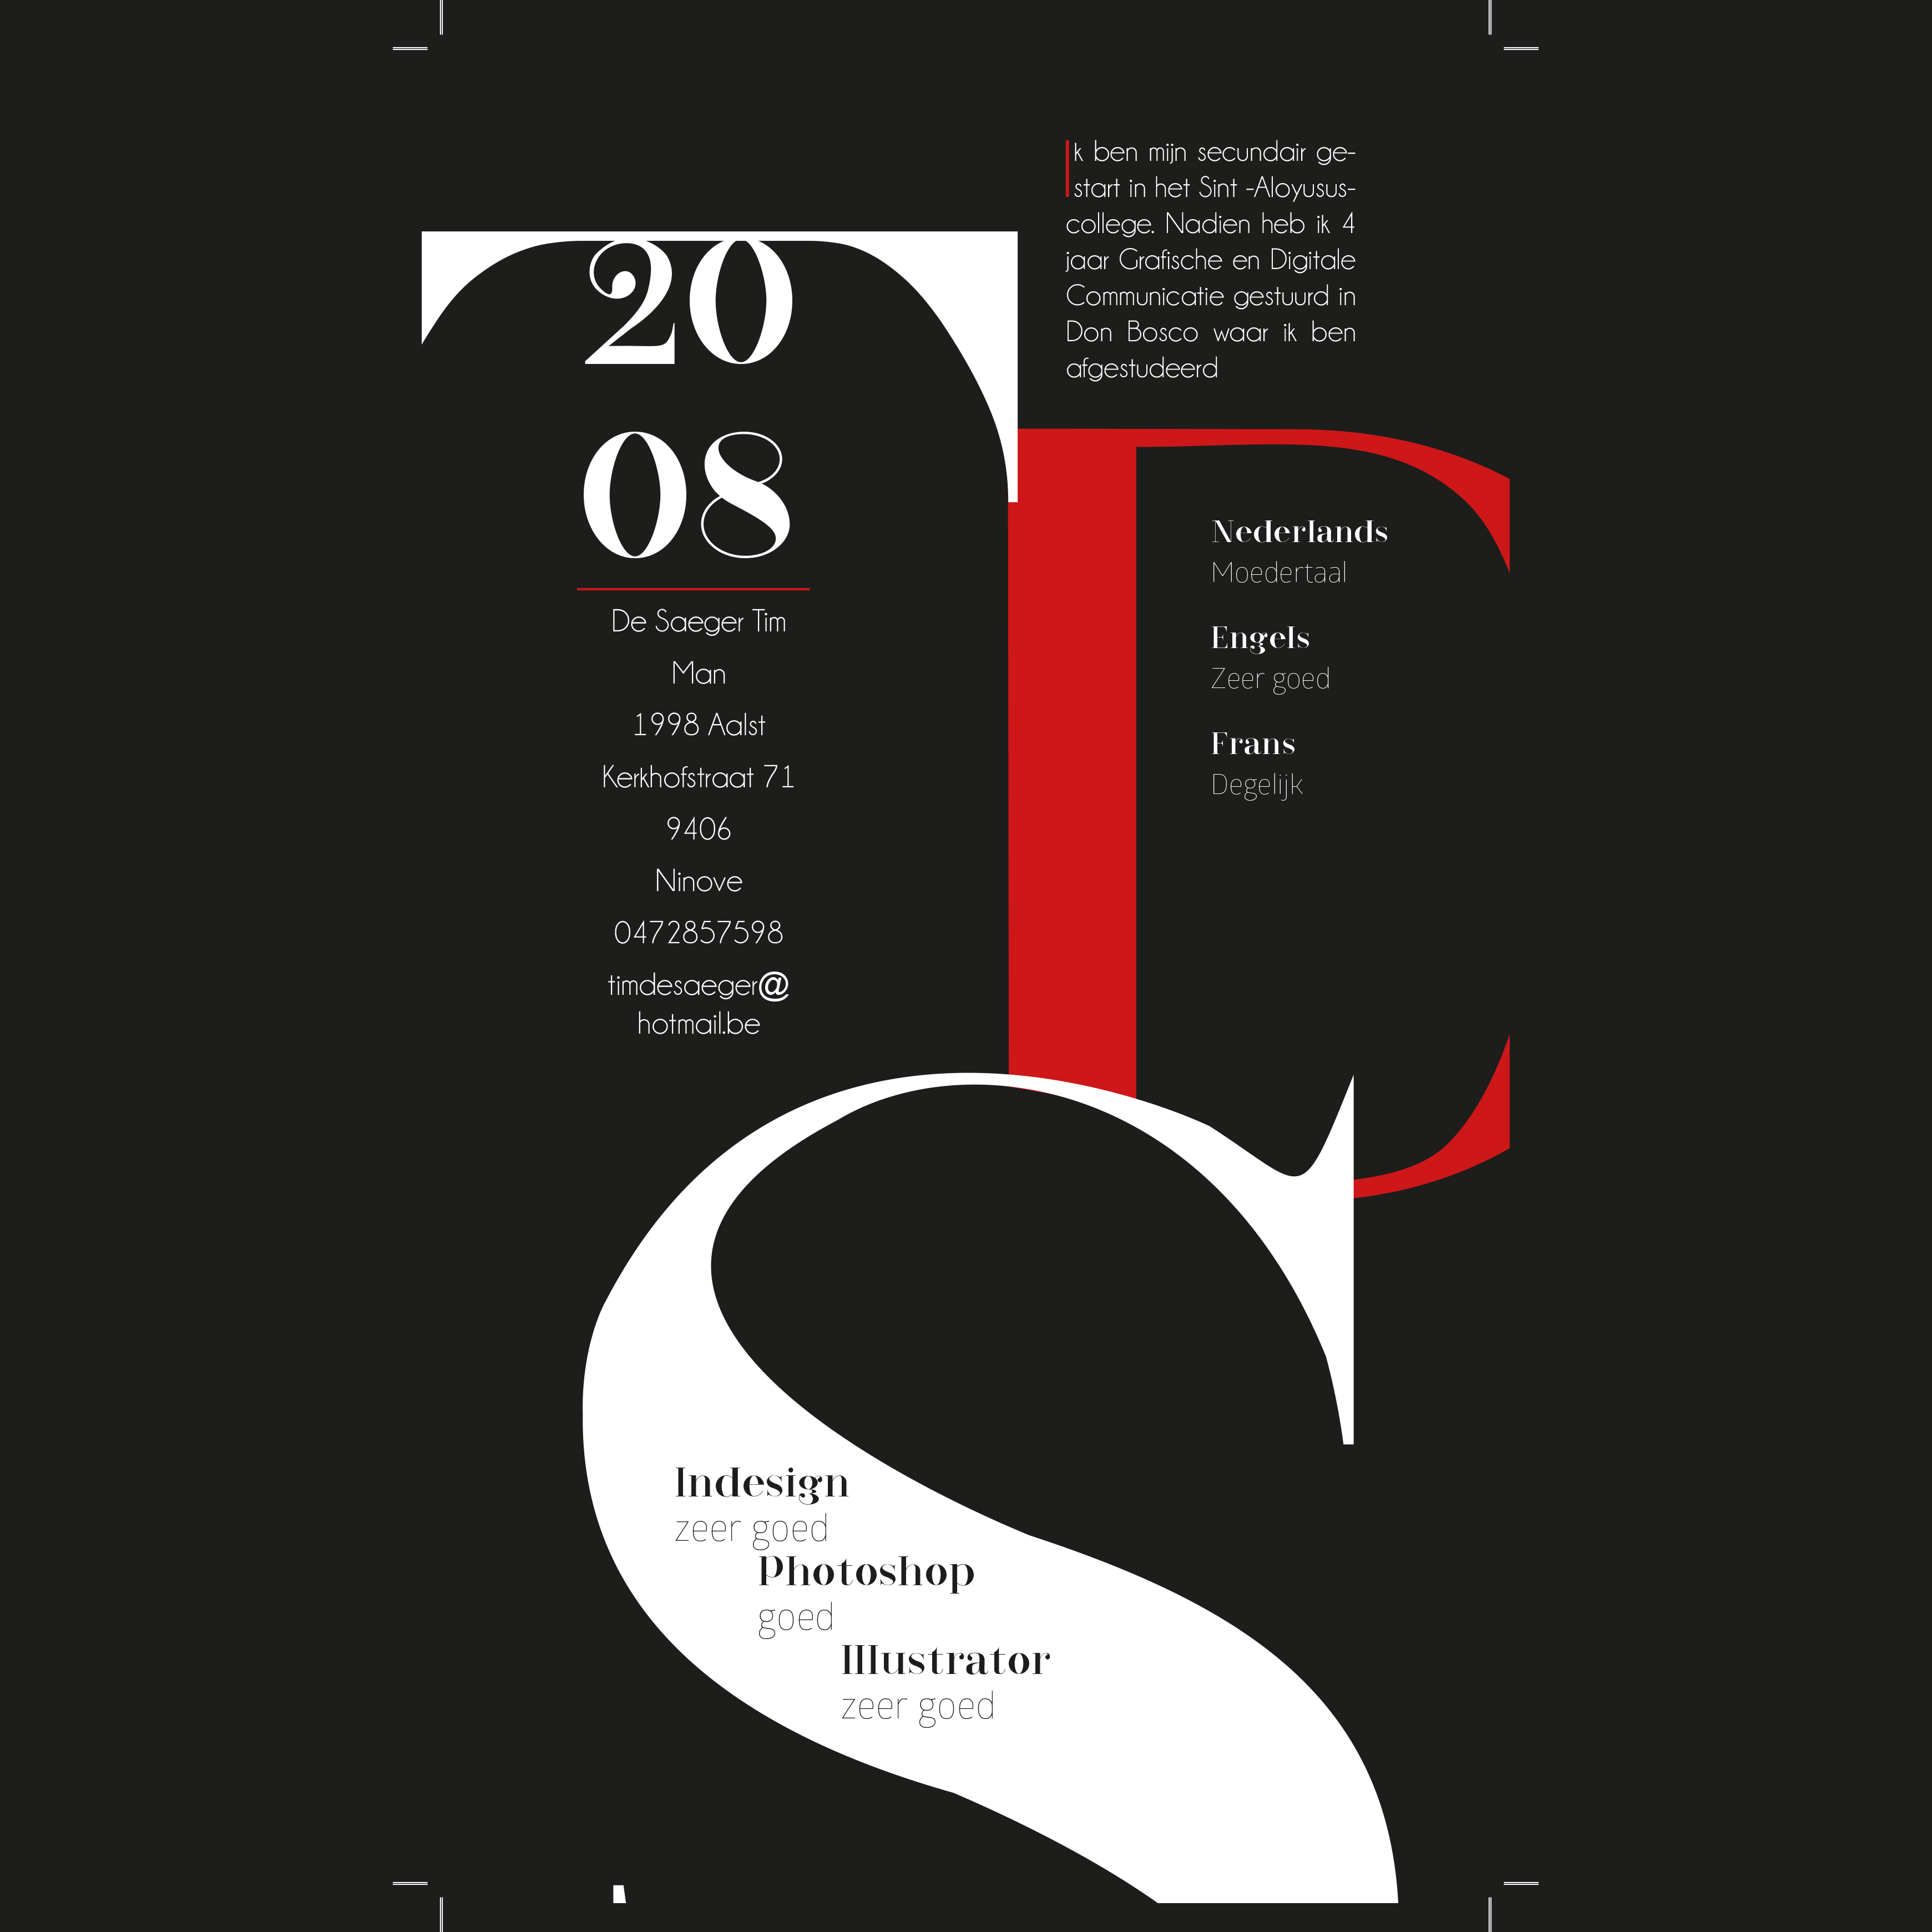 Ik ben mijn secundair ge-
start in het Sint -Aloyusus-
college. Nadien heb ik 4
jaar Grafische en Digitale
Communicatie gestuurd in
Don Bosco waar ik ben
afgestudeerd
T
20
08
De Saeger Tim
Man
1998 Aalst
Kerkhofstraat 71
9406
Ninove
0472857598
timdesaeger@
hotmail.be
D
Nederlands
Moedertaal
Engels
Zeer goed
Frans
Degelijk
S
Indesign
zeer goed
Photoshop
goed
Illustrator
zeer goed